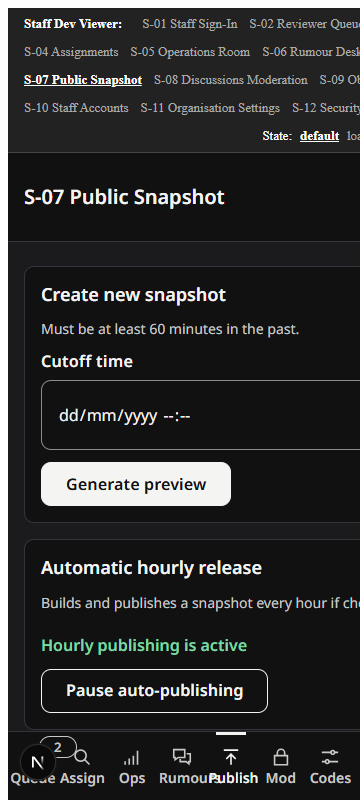 Staff Dev Viewer: S-01 Staff Sign-In S-02 Reviewer Queue
S-04 Assignments S-05 Operations Room S-06 Rumour Desk
S-07 Public Snapshot S-08 Discussions Moderation S-09
S-10 Staff Accounts S-11 Organisation Settings S-12 Security
State: default
S-07 Public Snapshot
Create new snapshot
Must be at least 60 minutes in the past.
Cutoff time
dd/mm/yyyy --:--
Generate preview
Automatic hourly release
Builds and publishes a snapshot every hour if
Hourly publishing is active
Pause auto-publishing
2
N
Queue Assign Ops Rumours Publish Mod Codes